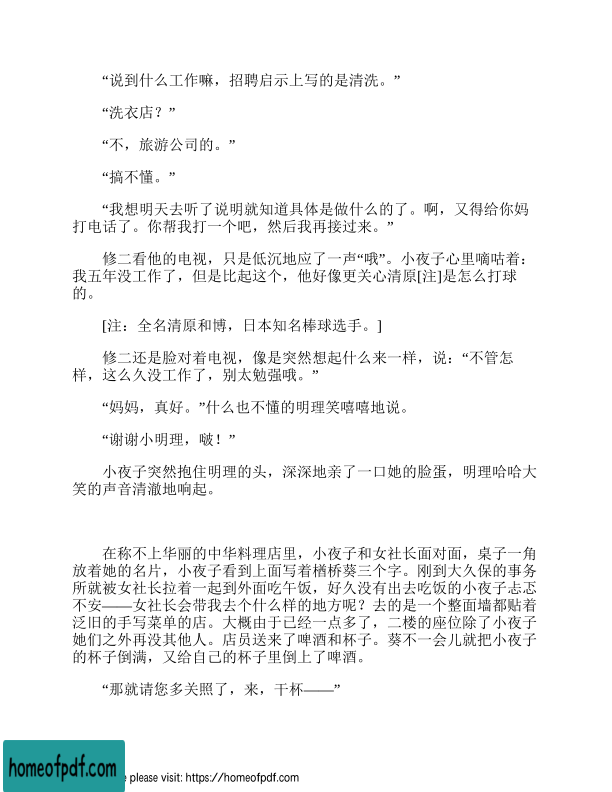 “说到什么工作嘛，招聘启示上写的是清洗。”
“洗衣店？”
“不，旅游公司的。”
“搞不懂。”
“我想明天去听了说明就知道具体是做什么的了。啊，又得给你妈
打电话了。你帮我打一个吧，然后我再接过来。”
修二看他的电视，只是低沉地应了一声“哦”。小夜子心里嘀咕着：
我五年没工作了，但是比起这个，他好像更关心清原[注]是怎么打球
的。
[注：全名清原和博，日本知名棒球选手。]
修二还是脸对着电视，像是突然想起什么来一样，说：“不管怎
样，这么久没工作了，别太勉强哦。”
“妈妈，真好。”什么也不懂的明理笑嘻嘻地说。
“谢谢小明理，啵！”
小夜子突然抱住明理的头，深深地亲了一口她的脸蛋，明理哈哈大
笑的声音清澈地响起。
在称不上华丽的中华料理店里，小夜子和女社长面对面，桌子一角
放着她的名片，小夜子看到上面写着楢桥葵三个字。刚到大久保的事务
所就被女社长拉着一起到外面吃午饭，好久没有出去吃饭的小夜子忐忑
不安——女社长会带我去个什么样的地方呢？去的是一个整面墙都贴着
泛旧的手写菜单的店。大概由于已经一点多了，二楼的座位除了小夜子
她们之外再没其他人。店员送来了啤酒和杯子。葵不一会儿就把小夜子
的杯子倒满，又给自己的杯子里倒上了啤酒。
“那就请您多关照了，来，干杯——”
homeofpdf.com
e please visit: https://homeofpdf.com